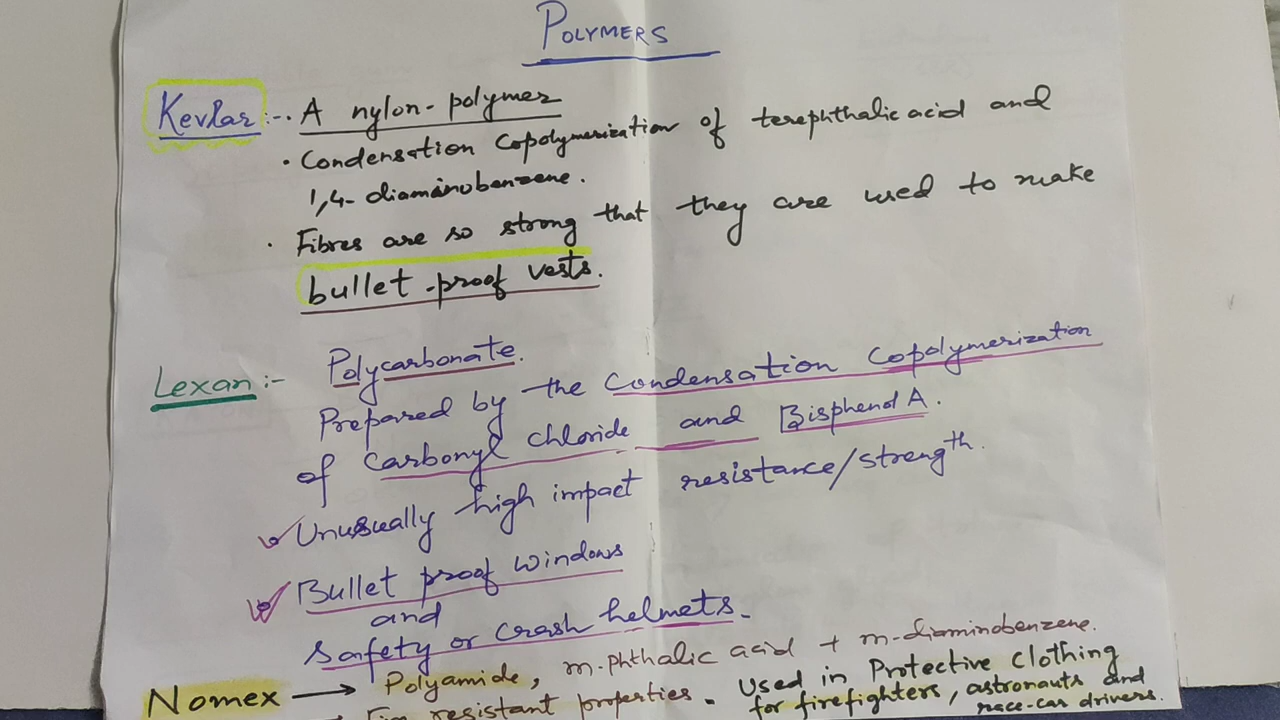 POLYMERS
Kevlar :-. A nylon-polymer
· Condensation Copolymerization of terephthalic acid and
1,4-diaminobenzene.
· Fibres are so strong that they are used to make
bullet-proof vests.
Lexan :- Polycarbonate.
Prepared by the Condensation Copolymerization
of Carbonyl chloride and Bisphenol A.
Unusually high impact resistance/strength.
Bullet proof windows
and
safety or crash helmets.
Nomex → Polyamide, m-phthalic acid + m-diaminobenzene.
resistant properties. Used in Protective Clothing
for firefighters, astronauts and
race-car drivers.